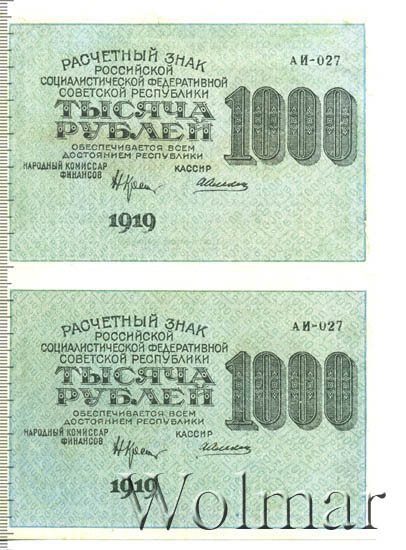 РАСЧЕТНЫЙ ЗНАК
АИ-027
РОССИЙСКОЙ
СОЦИАЛИСТИЧЕСКОЙ ФЕДЕРАТИВНОЙ
СОВЕТСКОЙ РЕСПУБЛИКИ
ТЫСЯЧА
РУБЛЕЙ
1000
ОБЕСПЕЧИВАЕТСЯ ВСЕМ
ДОСТОЯНИЕМ РЕСПУБЛИКИ
НАРОДНЫЙ КОМИССАР
ФИНАНСОВ
КАССИР
1919
РАСЧЕТНЫЙ ЗНАК
АИ-027
РОССИЙСКОЙ
СОЦИАЛИСТИЧЕСКОЙ ФЕДЕРАТИВНОЙ
СОВЕТСКОЙ РЕСПУБЛИКИ
ТЫСЯЧА
РУБЛЕЙ
1000
ОБЕСПЕЧИВАЕТСЯ ВСЕМ
ДОСТОЯНИЕМ РЕСПУБЛИКИ
НАРОДНЫЙ КОМИССАР
ФИНАНСОВ
КАССИР
1919
Wolmar